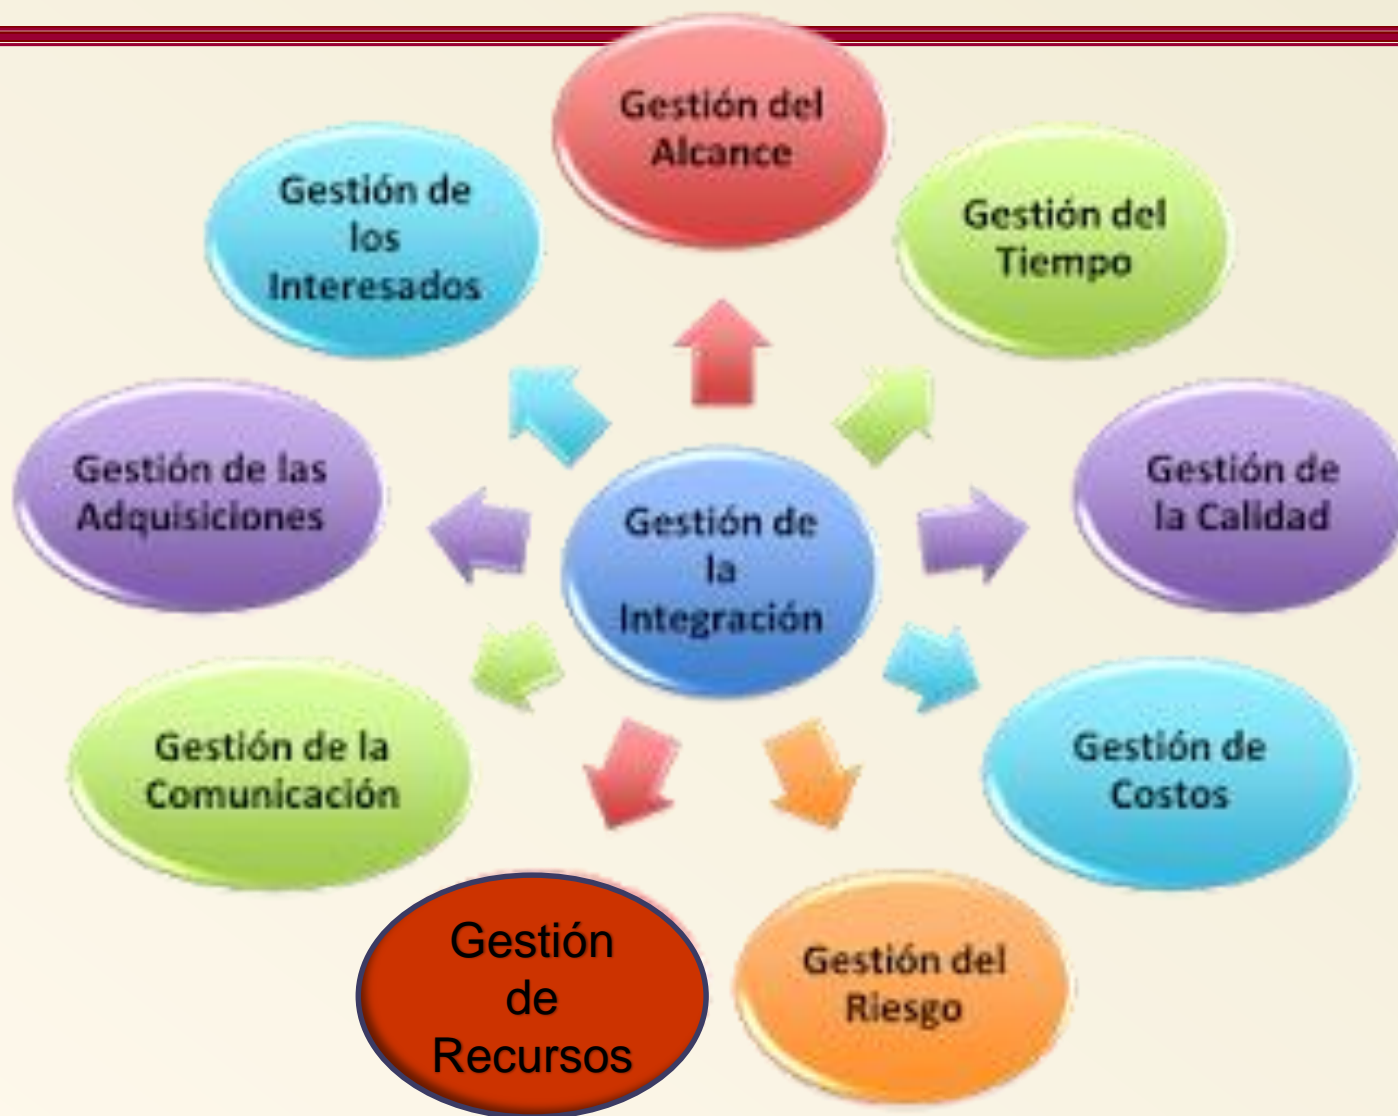 Gestión del
Alcance
Gestión de
los
Interesados
Gestión del
Tiempo
Gestión de las
Adquisiciones
Gestión de
la
Integración
Gestión de
la Calidad
Gestión de la
Comunicación
Gestión de
Costos
Gestión
de
Recursos
Gestión del
Riesgo